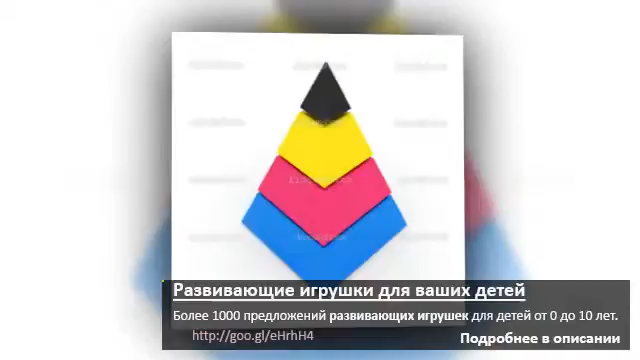 Развивающие игрушки для ваших детей
Более 1000 предложений развивающих игрушек для детей от 0 до 10 лет.
http://goo.gl/eHrhH4
Подробнее в описании